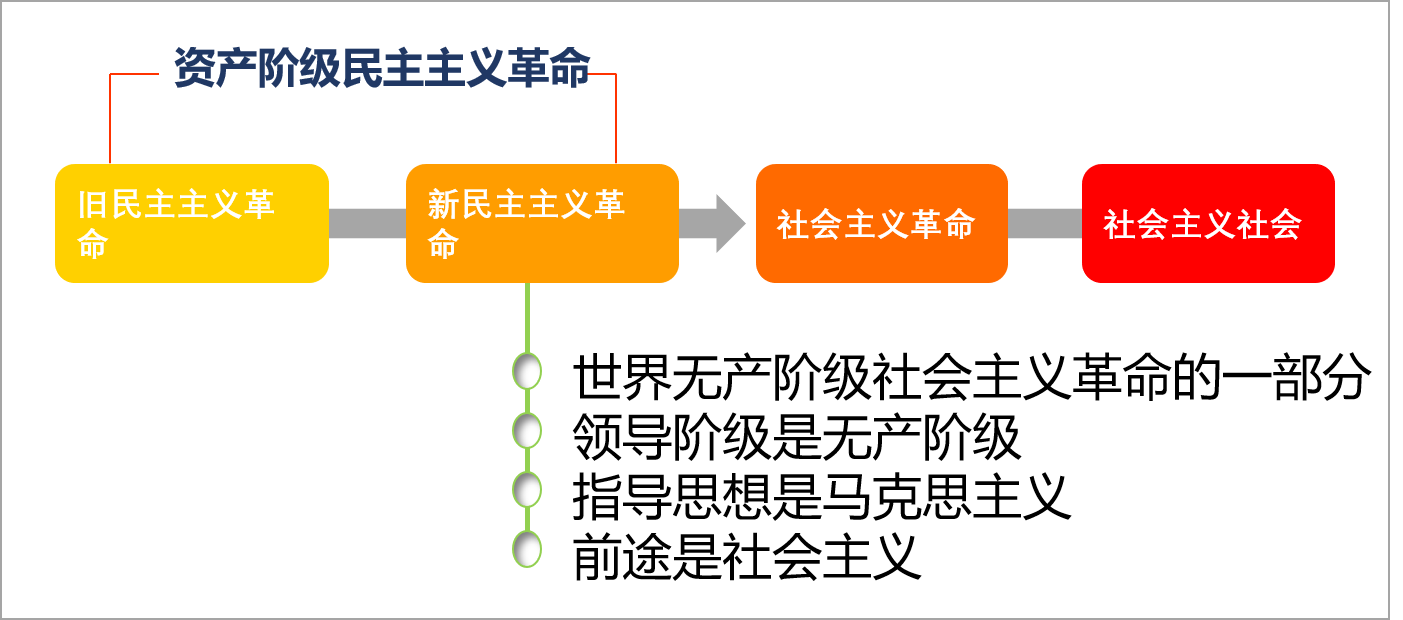 资产阶级民主主义革命
旧民主主义革
命
新民主主义革
命
社会主义革命
社会主义社会
世界无产阶级社会主义革命的一部分
领导阶级是无产阶级
指导思想是马克思主义
前途是社会主义